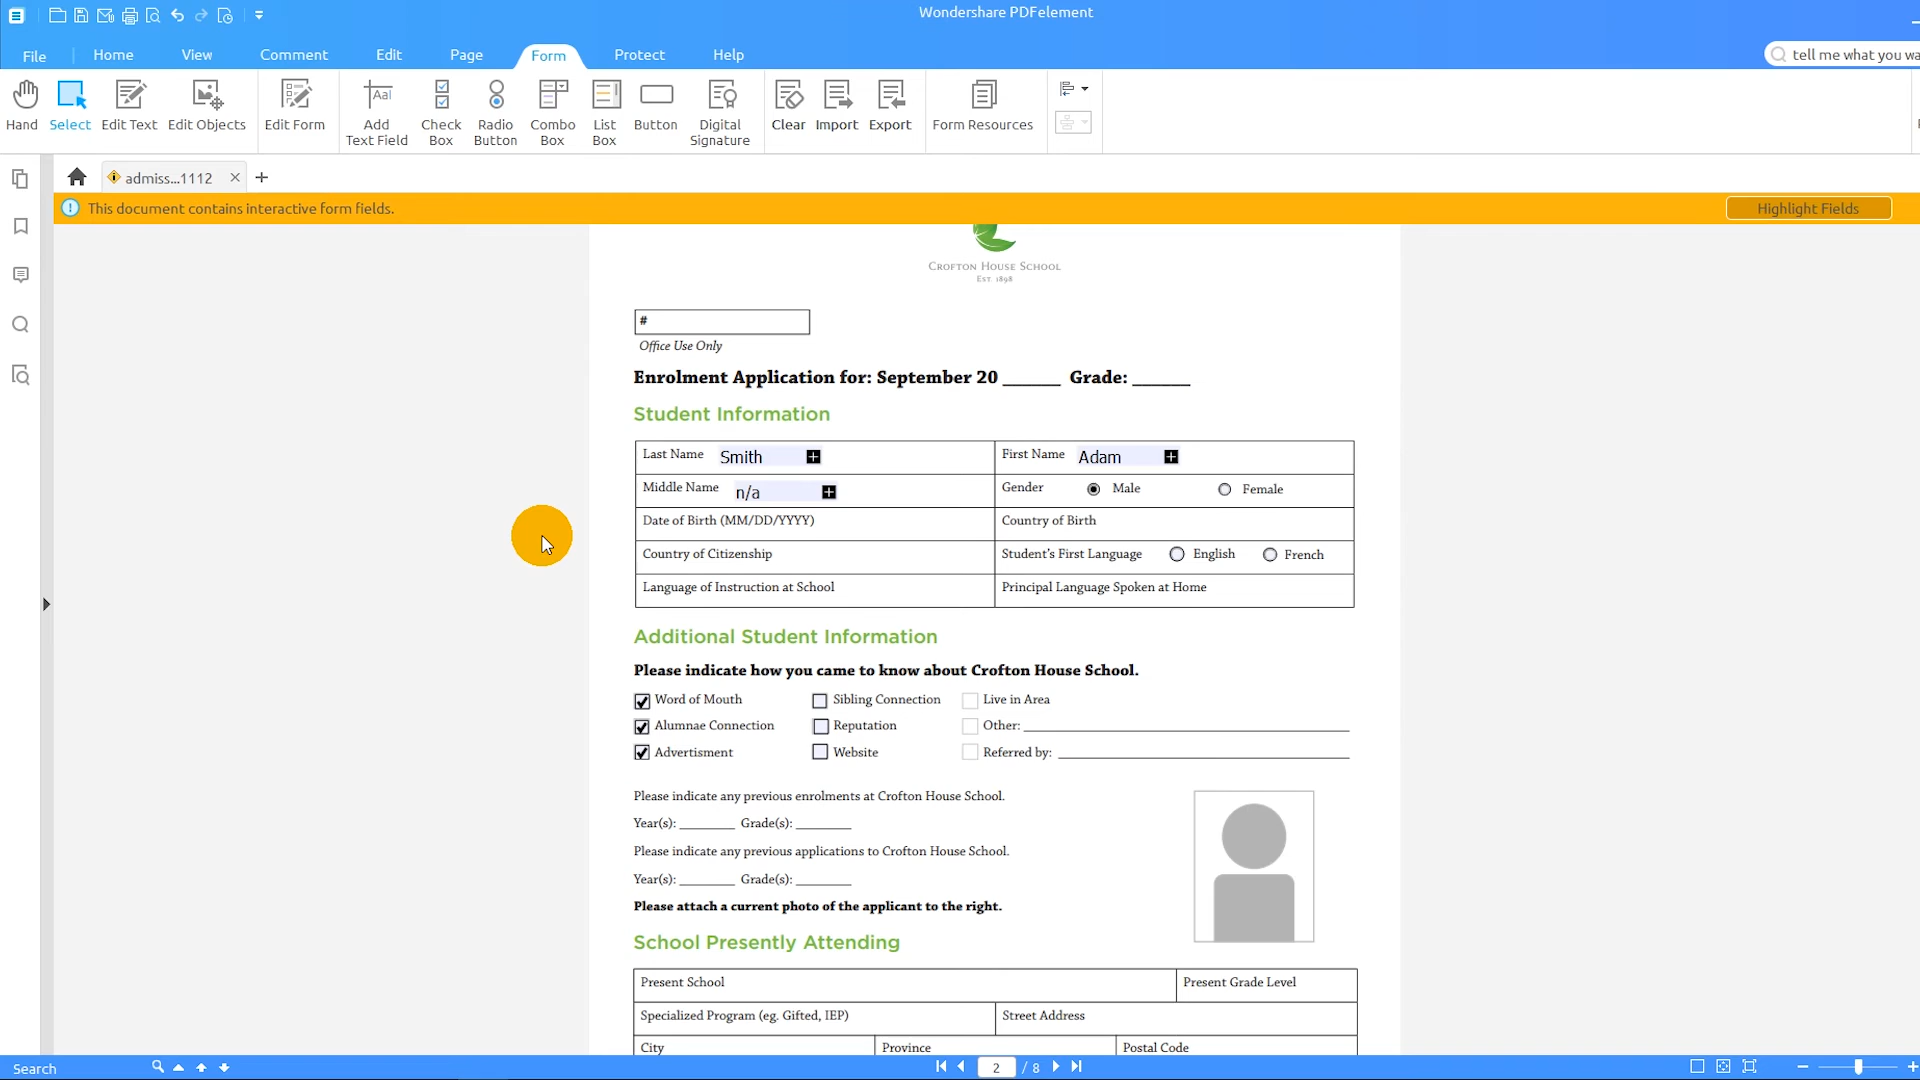 Wondershare PDFelement
File Home View Comment Edit Page Form Protect Help
tell me what you wa
Hand Select Edit Text Edit Objects Edit Form Add Text Field Check Box Radio Button Combo Box List Box Button Digital Signature Clear Import Export Form Resources
admiss...1112
This document contains interactive form fields.
Highlight Fields
CROFTON HOUSE SCHOOL
EST. 1898
#
Office Use Only
Enrolment Application for: September 20 ______ Grade: ______
Student Information
Last Name Smith First Name Adam
Middle Name n/a Gender Male Female
Date of Birth (MM/DD/YYYY) Country of Birth
Country of Citizenship Student's First Language English French
Language of Instruction at School Principal Language Spoken at Home
Additional Student Information
Please indicate how you came to know about Crofton House School.
Word of Mouth Sibling Connection Live in Area
Alumnae Connection Reputation Other:
Advertisment Website Referred by:
Please indicate any previous enrolments at Crofton House School.
Year(s): ________ Grade(s): ________
Please indicate any previous applications to Crofton House School.
Year(s): ________ Grade(s): ________
Please attach a current photo of the applicant to the right.
School Presently Attending
Present School Present Grade Level
Specialized Program (eg. Gifted, IEP) Street Address
City Province Postal Code
Search 2 / 8